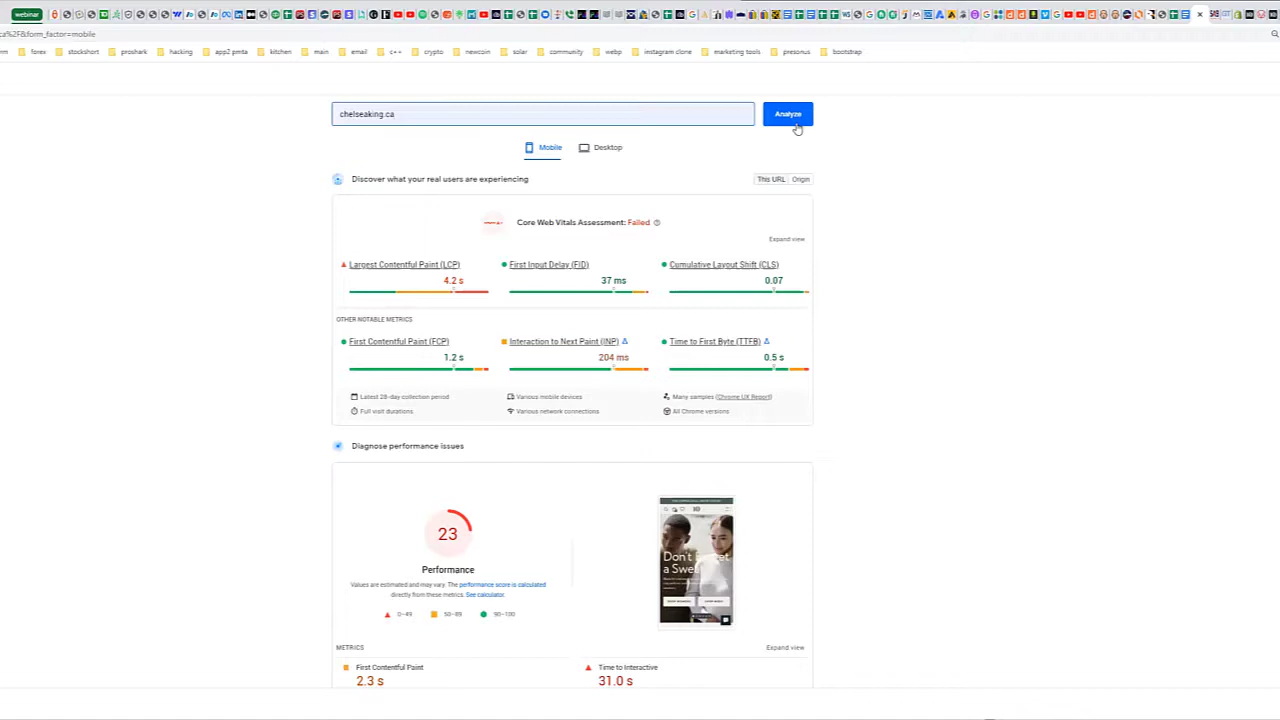 webinar
ca%2F&form_factor=mobile
forex
stockshort
proshark
hacking
app2 pmta
kitchen
main
email
c++
crypto
newcoin
solar
community
webp
instagram clone
marketing tools
presonus
bootstrap
chelseaking.ca
Analyze
Mobile
Desktop
Discover what your real users are experiencing
This URL
Origin
Core Web Vitals Assessment: Failed
Expand view
Largest Contentful Paint (LCP)
4.2 s
First Input Delay (FID)
37 ms
Cumulative Layout Shift (CLS)
0.07
OTHER NOTABLE METRICS
First Contentful Paint (FCP)
1.2 s
Interaction to Next Paint (INP)
204 ms
Time to First Byte (TTFB)
0.5 s
Latest 28-day collection period
Various mobile devices
Many samples (Chrome UX Report)
Full visit durations
Various network connections
All Chrome versions
Diagnose performance issues
23
Performance
Values are estimated and may vary. The performance score is calculated
directly from these metrics. See calculator.
0–49
50–89
90–100
Don't
a Swe
METRICS
Expand view
First Contentful Paint
2.3 s
Time to Interactive
31.0 s